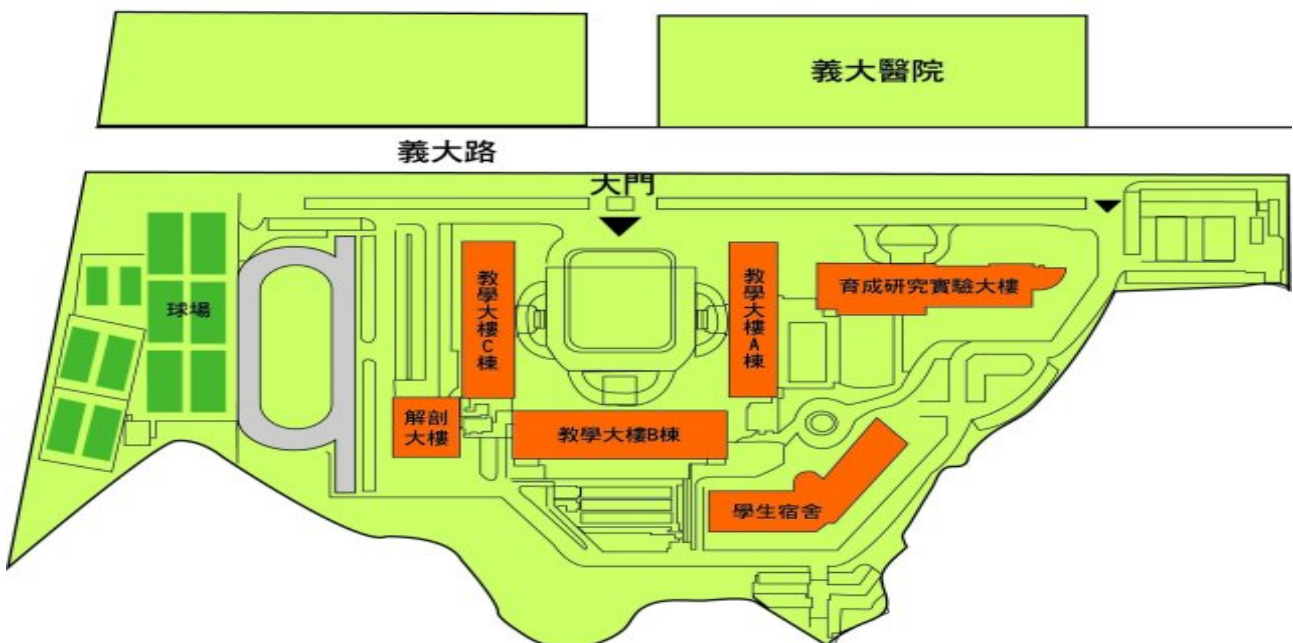 義大醫院
義大路
大門
教學大樓C棟
教學大樓A棟
育成研究實驗大樓
球場
解剖
大樓
教學大樓B棟
學生宿舍